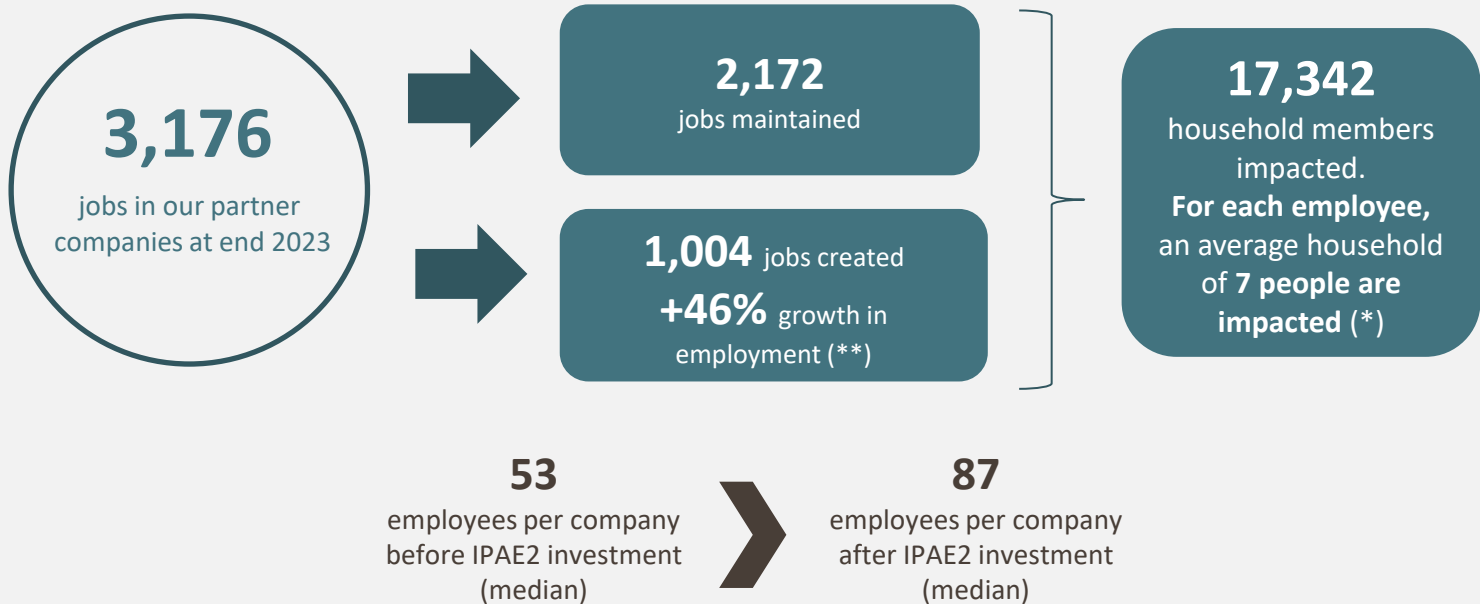 3,176
jobs in our partner
companies at end 2023
2,172
jobs maintained
1,004 jobs created
+46% growth in
employment (**)
17,342
household members
impacted.
For each employee,
an average household
of 7 people are
impacted (*)
53
employees per company
before IPAE2 investment
(median)
87
employees per company
after IPAE2 investment
(median)